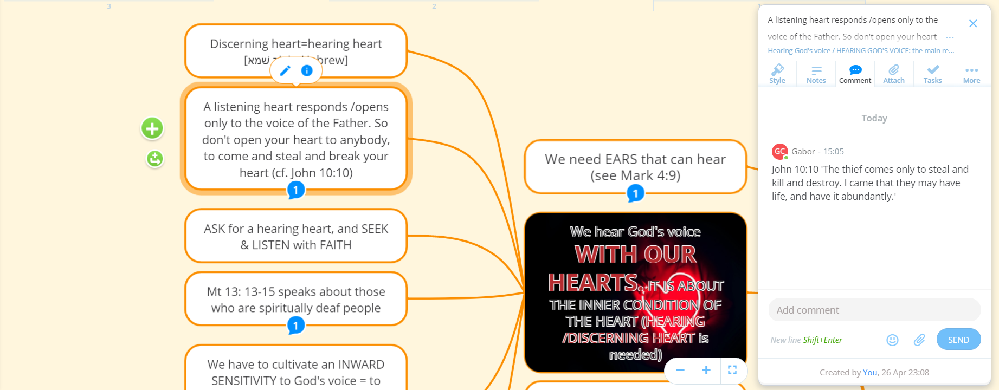 3
2
1
Discerning heart=hearing heart
[שמא brew]
A listening heart responds /opens
only to the voice of the Father. So
don't open your heart to anybody,
to come and steal and break your
heart (cf. John 10:10)
1
ASK for a hearing heart, and SEEK
& LISTEN with FAITH
Mt 13: 13-15 speaks about those
who are spiritually deaf people
1
We have to cultivate an INWARD
SENSITIVITY to God's voice = to
We need EARS that can hear
(see Mark 4:9)
1
We hear God's voice
WITH OUR
HEARTS. IT IS ABOUT
THE INNER CONDITION OF
THE HEART (HEARING
/DISCERNING HEART is
needed)
A listening heart responds /opens only to the
voice of the Father. So don't open your heart ...
Hearing God's voice / HEARING GOD'S VOICE: the main re...
Style
Notes
Comment
Attach
Tasks
More
Today
GC Gabor - 15:05
John 10:10 'The thief comes only to steal and
kill and destroy. I came that they may have
life, and have it abundantly.'
Add comment
New line Shift+Enter
SEND
Created by You, 26 Apr 23:08